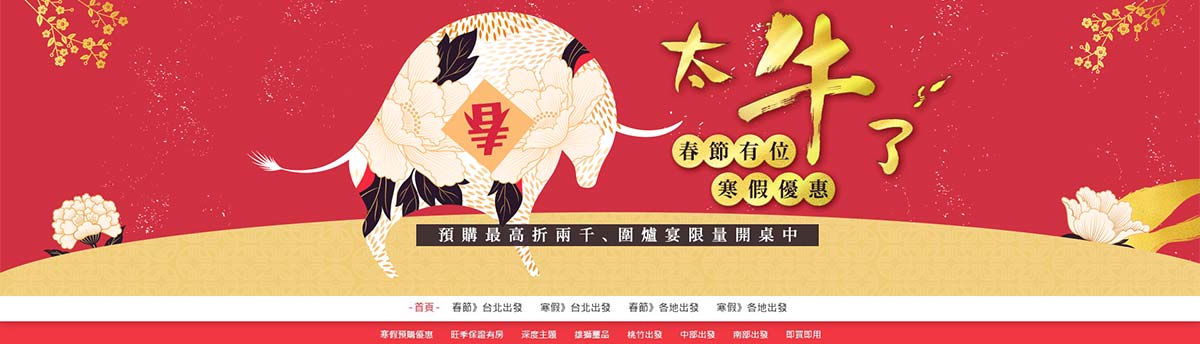 太牛了
春
春節有位
寒假優惠
預購最高折兩千、圍爐宴限量開桌中
-首頁- 春節》台北出發 寒假》台北出發 春節》各地出發 寒假》各地出發
寒假預購優惠 旺季保證有房 深度主題 雄獅璽品 桃竹出發 中部出發 南部出發 即買即用